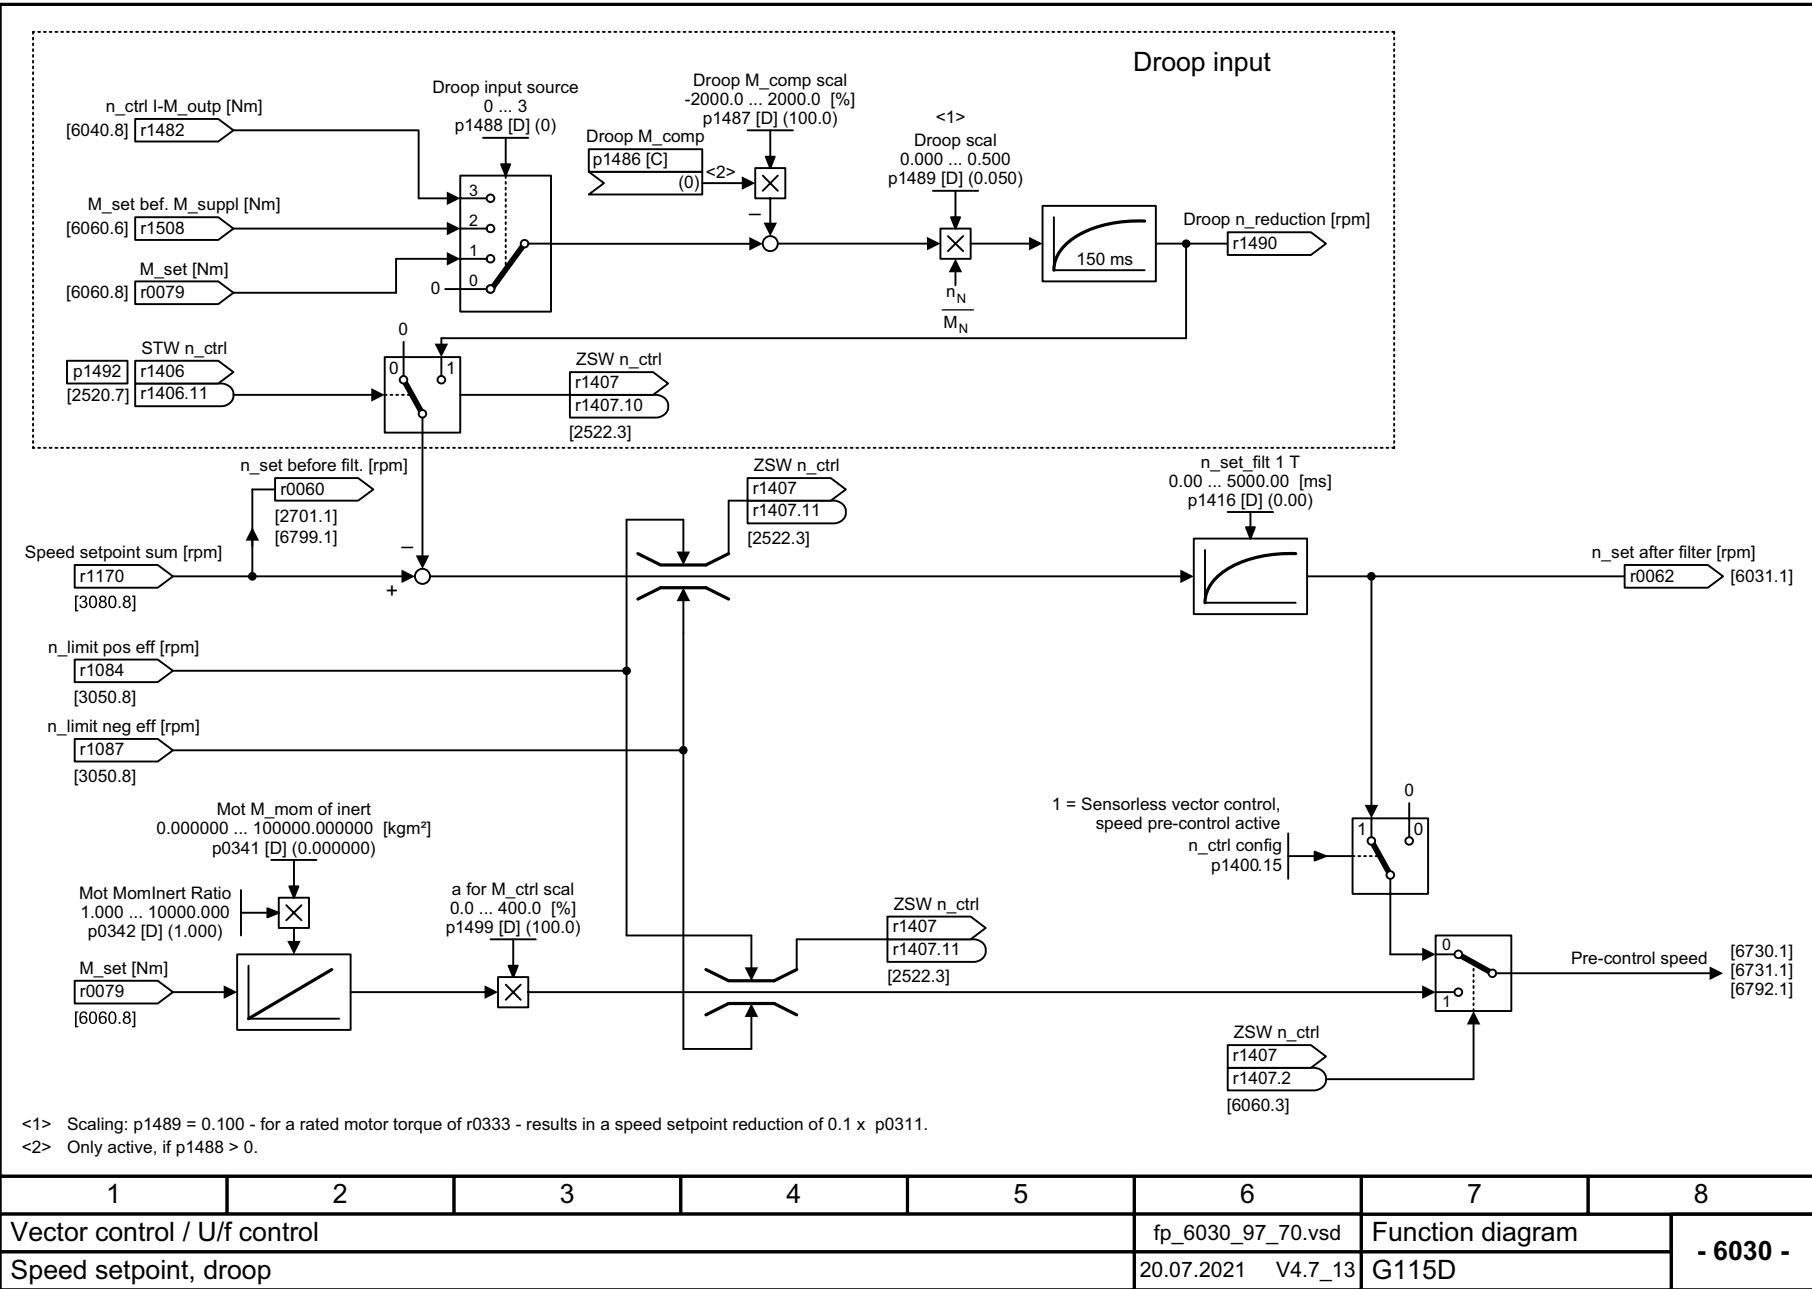 Droop input
n_ctrl I-M_outp [Nm]
[6040.8] r1482
Droop input source
0 ... 3
p1488 [D] (0)
Droop M_comp scal
-2000.0 ... 2000.0 [%]
p1487 [D] (100.0)
Droop M_comp
p1486 [C]
(0)
<2>
<1>
Droop scal
0.000 ... 0.500
p1489 [D] (0.050)
M_set bef. M_suppl [Nm]
[6060.6] r1508
M_set [Nm]
[6060.8] r0079
3
2
1
0 0
–
150 ms
Droop n_reduction [rpm]
r1490
nN
MN
STW n_ctrl
p1492 r1406
[2520.7] r1406.11
0
0 1
ZSW n_ctrl
r1407
r1407.10
[2522.3]
n_set before filt. [rpm]
r0060
[2701.1]
[6799.1]
ZSW n_ctrl
r1407
r1407.11
[2522.3]
n_set_filt 1 T
0.00 ... 5000.00 [ms]
p1416 [D] (0.00)
Speed setpoint sum [rpm]
r1170
[3080.8]
–
+
n_set after filter [rpm]
r0062 [6031.1]
n_limit pos eff [rpm]
r1084
[3050.8]
n_limit neg eff [rpm]
r1087
[3050.8]
Mot M_mom of inert
0.000000 ... 100000.000000 [kgm²]
p0341 [D] (0.000000)
1 = Sensorless vector control,
speed pre-control active
n_ctrl config
p1400.15
0
1 0
Mot MomInert Ratio
1.000 ... 10000.000
p0342 [D] (1.000)
a for M_ctrl scal
0.0 ... 400.0 [%]
p1499 [D] (100.0)
ZSW n_ctrl
r1407
r1407.11
[2522.3]
M_set [Nm]
r0079
[6060.8]
0
1
Pre-control speed
[6730.1]
[6731.1]
[6792.1]
ZSW n_ctrl
r1407
r1407.2
[6060.3]
<1> Scaling: p1489 = 0.100 - for a rated motor torque of r0333 - results in a speed setpoint reduction of 0.1 x p0311.
<2> Only active, if p1488 > 0.
1 2 3 4 5 6 7 8
Vector control / U/f control
fp_6030_97_70.vsd
Function diagram
- 6030 -
Speed setpoint, droop
20.07.2021 V4.7_13
G115D